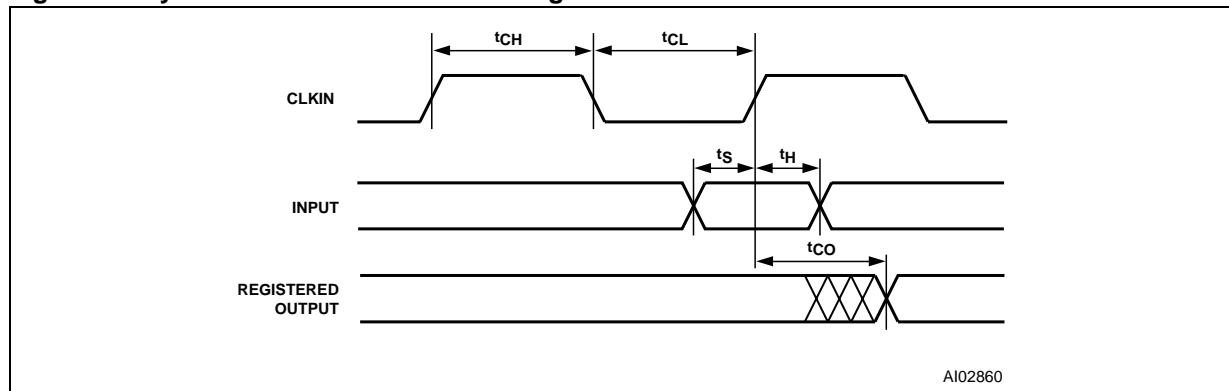 tCH
tCL
CLKIN
tS
tH
INPUT
tCO
REGISTERED
OUTPUT
AI02860